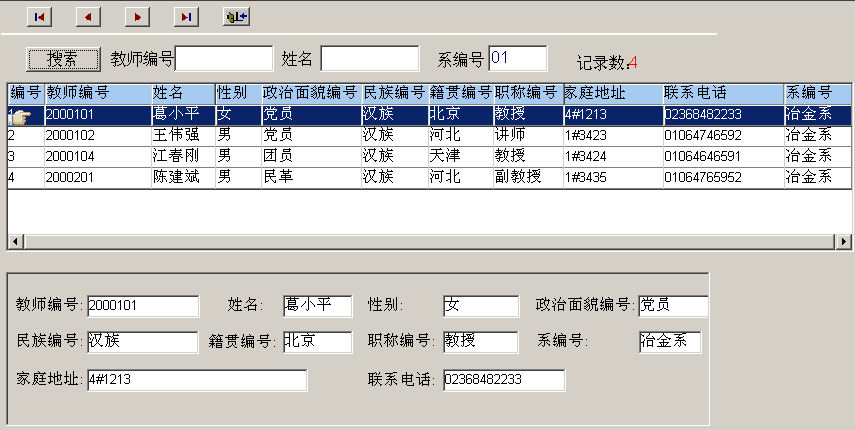 搜索 教师编号 姓名 系编号 01 记录数:4
编号 教师编号 姓名 性别 政治面貌编号 民族编号 籍贯编号 职称编号 家庭地址 联系电话 系编号
1 2000101 葛小平 女 党员 汉族 北京 教授 4#1213 02368482233 冶金系
2 2000102 王伟强 男 党员 汉族 河北 讲师 1#3423 01064746592 冶金系
3 2000104 江春刚 男 团员 汉族 天津 教授 1#3424 01064646591 冶金系
4 2000201 陈建斌 男 民革 汉族 河北 副教授 1#3435 01064765952 冶金系
教师编号: 2000101 姓名: 葛小平 性别: 女 政治面貌编号: 党员
民族编号: 汉族 籍贯编号: 北京 职称编号: 教授 系编号: 冶金系
家庭地址: 4#1213 联系电话: 02368482233